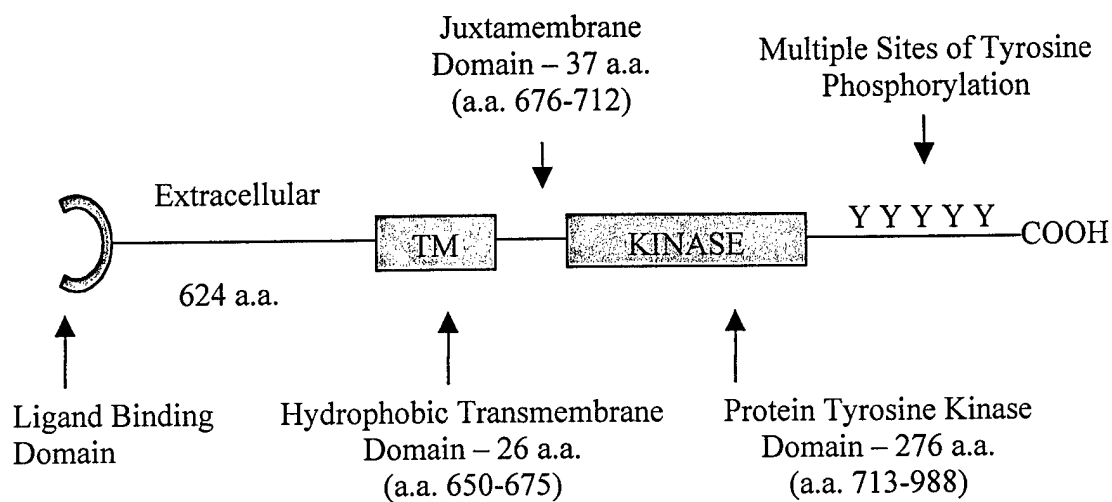 Juxtamembrane
Domain – 37 a.a.
(a.a. 676-712)
Multiple Sites of Tyrosine
Phosphorylation
Extracellular
TM
KINASE
Y Y Y Y Y
COOH
624 a.a.
Ligand Binding
Domain
Hydrophobic Transmembrane
Domain – 26 a.a.
(a.a. 650-675)
Protein Tyrosine Kinase
Domain – 276 a.a.
(a.a. 713-988)